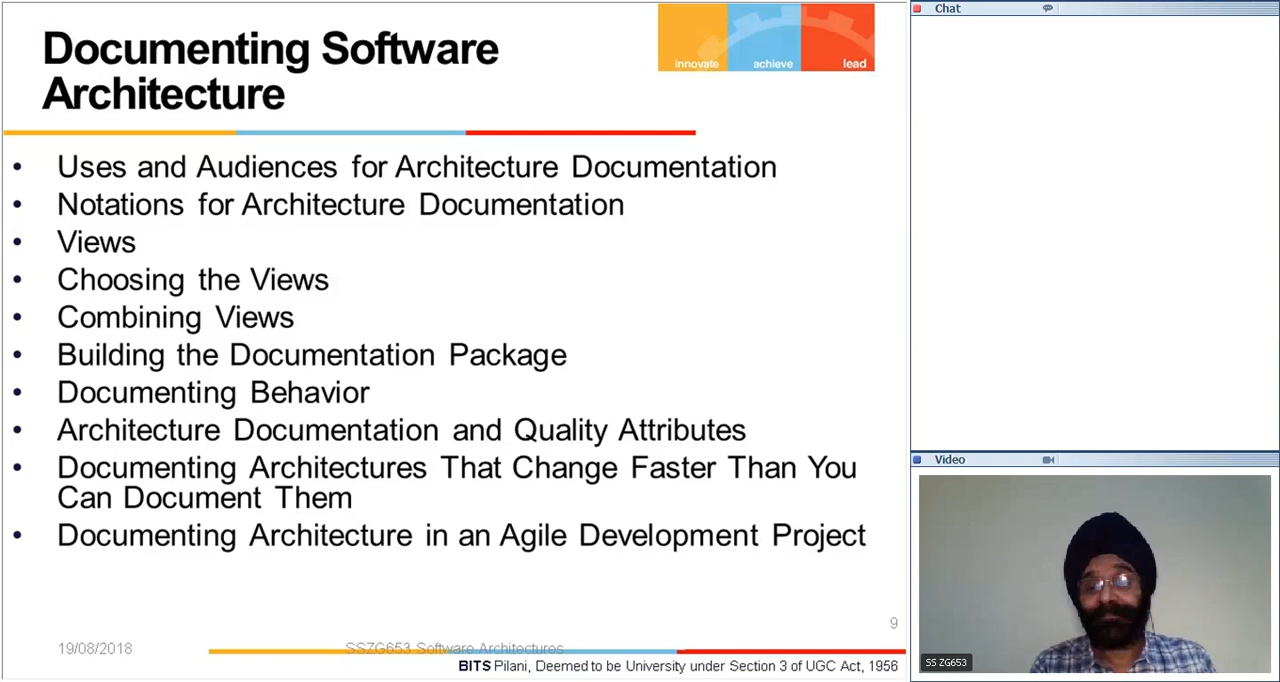 Documenting Software
Architecture
innovate achieve lead
• Uses and Audiences for Architecture Documentation
• Notations for Architecture Documentation
• Views
• Choosing the Views
• Combining Views
• Building the Documentation Package
• Documenting Behavior
• Architecture Documentation and Quality Attributes
• Documenting Architectures That Change Faster Than You
Can Document Them
• Documenting Architecture in an Agile Development Project
9
19/08/2018 SSZG653 Software Architectures
BITS Pilani, Deemed to be University under Section 3 of UGC Act, 1956
Chat
Video
SS ZG653